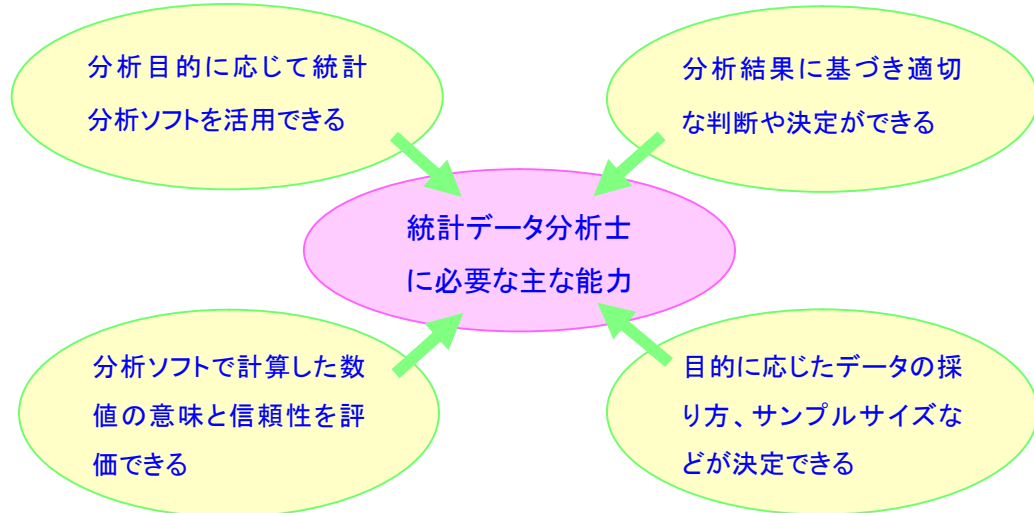 分析目的に応じて統計
分析ソフトを活用できる
分析結果に基づき適切
な判断や決定ができる
統計データ分析士
に必要な主な能力
分析ソフトで計算した数
値の意味と信頼性を評
価できる
目的に応じたデータの採
り方、サンプルサイズな
どが決定できる